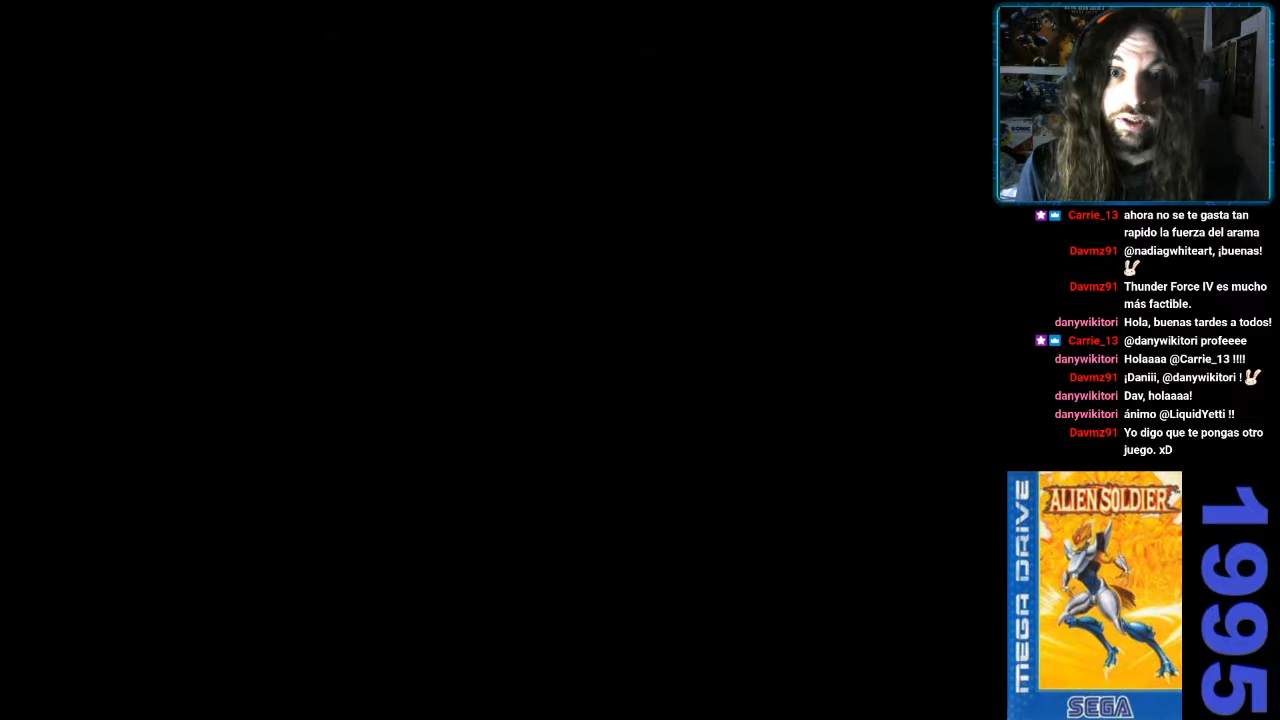 SONIC
Carrie_13 ahora no se te gasta tan
rapido la fuerza del arama
Davmz91 @nadiagwhiteart, ¡buenas!
Davmz91 Thunder Force IV es mucho
más factible.
danywikitori Hola, buenas tardes a todos!
Carrie_13 @danywikitori profeeee
danywikitori Holaaaa @Carrie_13 !!!!
Davmz91 ¡Daniii, @danywikitori !
danywikitori Dav, holaaaa!
danywikitori ánimo @LiquidYetti !!
Davmz91 Yo digo que te pongas otro
juego. xD
MEGA DRIVE
ALIEN SOLDIER
SEGA
1995